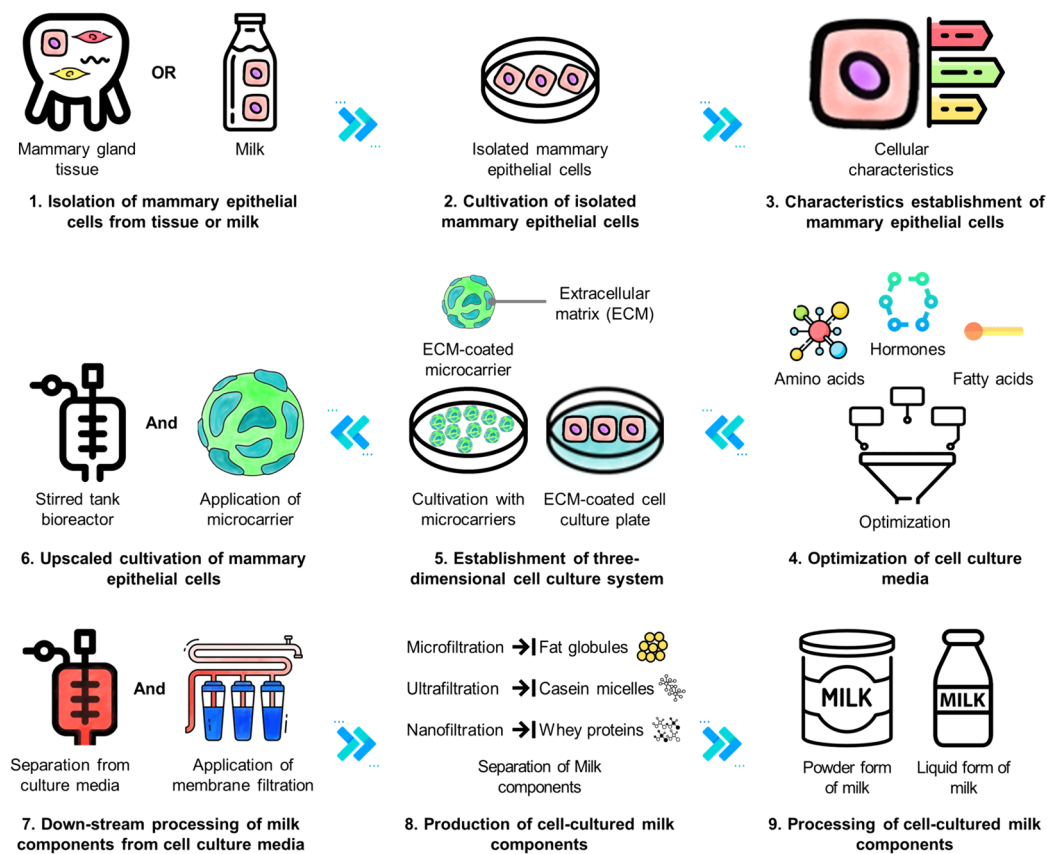 OR
Mammary gland
tissue
Milk
1. Isolation of mammary epithelial
cells from tissue or milk
Isolated mammary
epithelial cells
2. Cultivation of isolated
mammary epithelial cells
Cellular
characteristics
3. Characteristics establishment of
mammary epithelial cells
Amino acids
Hormones
Fatty acids
Optimization
4. Optimization of cell culture
media
Extracellular
matrix (ECM)
ECM-coated
microcarrier
Cultivation with
microcarriers
ECM-coated cell
culture plate
5. Establishment of three-
dimensional cell culture system
And
Stirred tank
bioreactor
Application of
microcarrier
6. Upscaled cultivation of mammary
epithelial cells
And
Separation from
culture media
Application of
membrane filtration
7. Down-stream processing of milk
components from cell culture media
Microfiltration Fat globules
Ultrafiltration Casein micelles
Nanofiltration Whey proteins
Separation of Milk
components
8. Production of cell-cultured milk
components
MILK
MILK
Powder form
of milk
Liquid form of
milk
9. Processing of cell-cultured milk
components